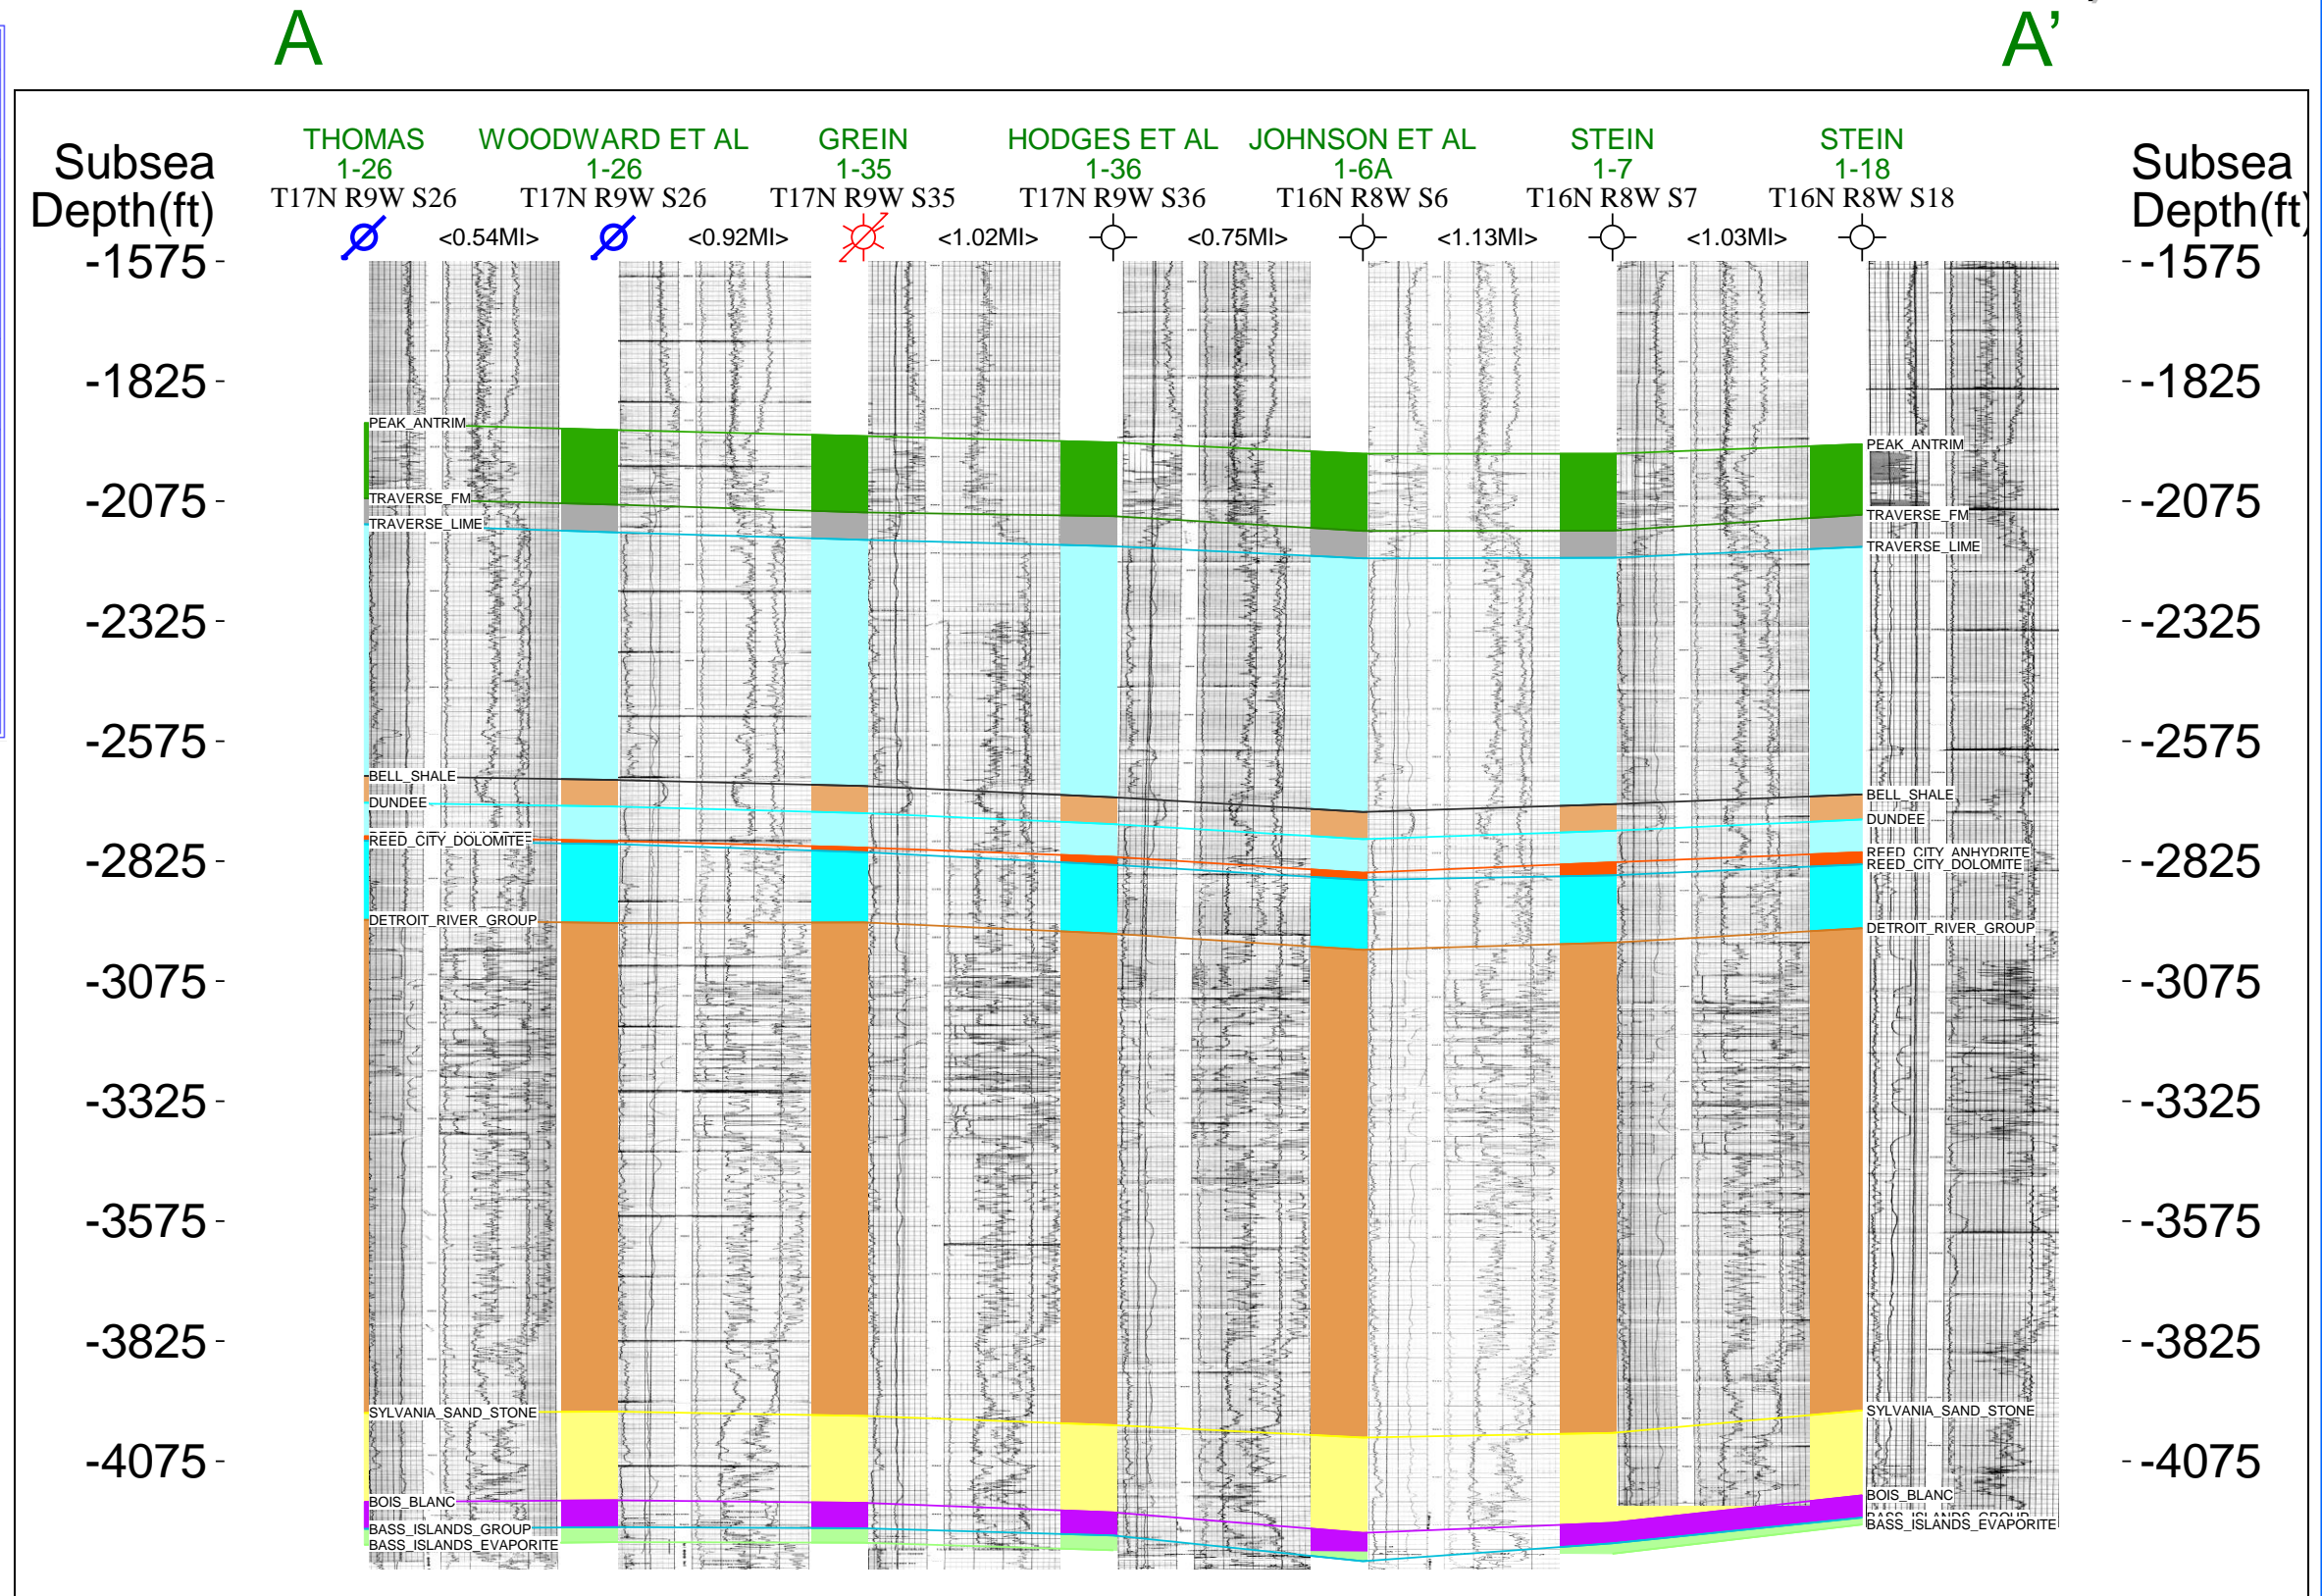 A
A’
Subsea
Depth(ft)
THOMAS
1-26
T17N R9W S26
WOODWARD ET AL
1-26
T17N R9W S26
GREIN
1-35
T17N R9W S35
HODGES ET AL
1-36
T17N R9W S36
JOHNSON ET AL
1-6A
T16N R8W S6
STEIN
1-7
T16N R8W S7
STEIN
1-18
T16N R8W S18
Subsea
Depth(ft)
<0.54MI>
<0.92MI>
<1.02MI>
<0.75MI>
<1.13MI>
<1.03MI>
-1575
-1825
-2075
-2325
-2575
-2825
-3075
-3325
-3575
-3825
-4075
PEAK_ANTRIM
TRAVERSE_FM
TRAVERSE_LIME
BELL_SHALE
DUNDEE
REED_CITY_DOLOMITE
DETROIT_RIVER_GROUP
SYLVANIA_SAND_STONE
BOIS_BLANC
BASS_ISLANDS_GROUP
BASS_ISLANDS_EVAPORITE
PEAK_ANTRIM
TRAVERSE_FM
TRAVERSE_LIME
BELL_SHALE
DUNDEE
REED_CITY_ANHYDRITE
REED_CITY_DOLOMITE
DETROIT_RIVER_GROUP
SYLVANIA_SAND_STONE
BOIS_BLANC
BASS_ISLANDS_GROUP
BASS_ISLANDS_EVAPORITE
-1575
-1825
-2075
-2325
-2575
-2825
-3075
-3325
-3575
-3825
-4075